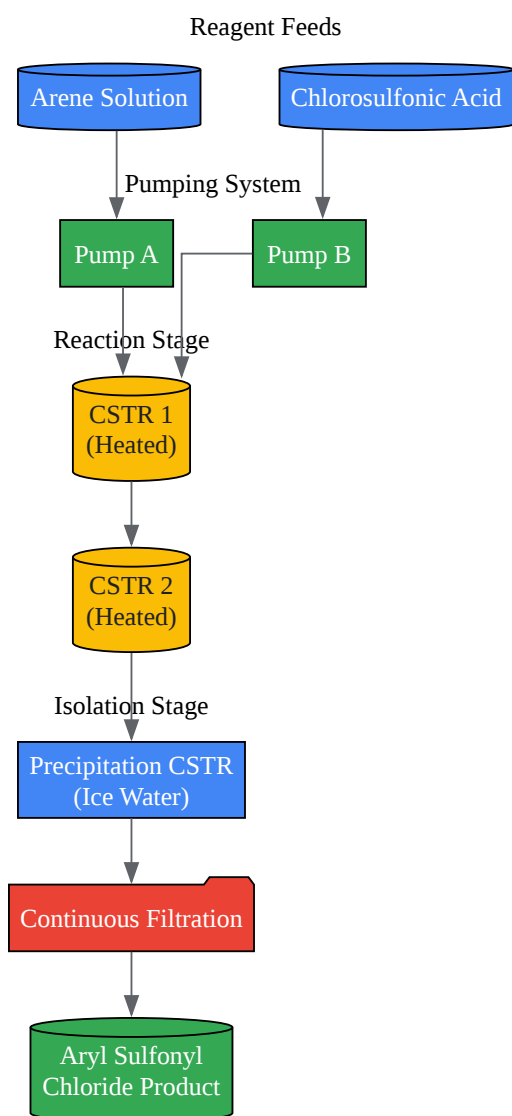 Reagent Feeds
Arene Solution
Chlorosulfonic Acid
Pumping System
Pump A
Pump B
Reaction Stage
CSTR 1
(Heated)
CSTR 2
(Heated)
Isolation Stage
Precipitation CSTR
(Ice Water)
Continuous Filtration
Aryl Sulfonyl
Chloride Product